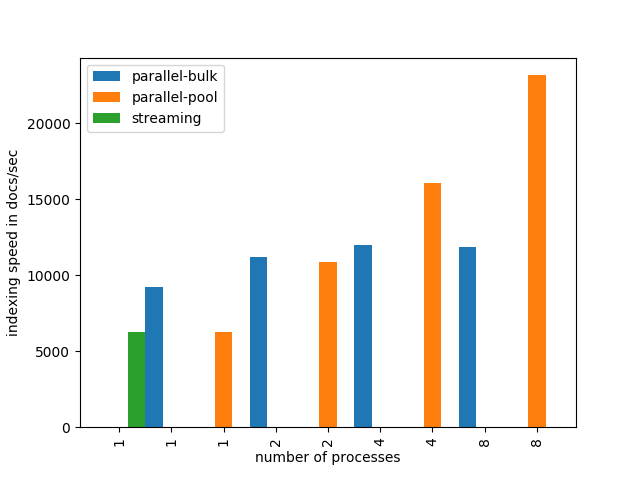 parallel-bulk
parallel-pool
streaming
indexing speed in docs/sec
20000
15000
10000
5000
0
1 1 1 2 2 4 4 8 8
number of processes